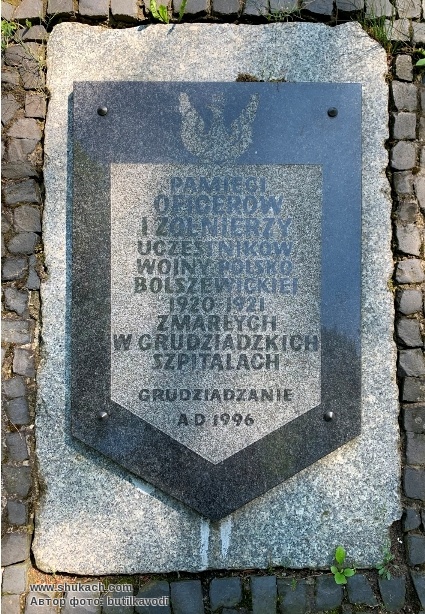 PAMIĘCI
OFICERÓW
I ŻOŁNIERZY
UCZESTNIKÓW
WOJNY POLSKO
BOLSZEWICKIEJ
1920-1921
ZMARŁYCH
W GRUDZIĄDZKICH
SZPITALACH
GRUDZIĄDZANIE
A D 1996
www.shukach.com
Автор фото: butilkavodi